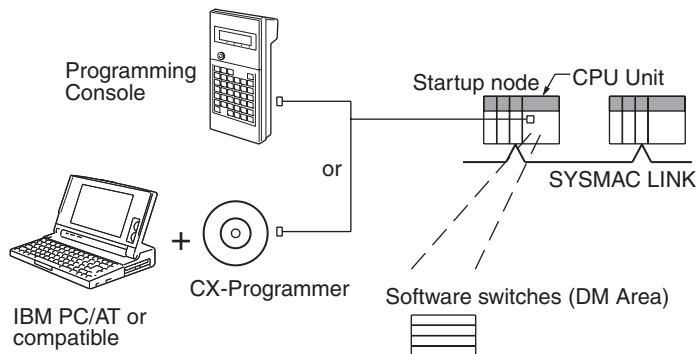 Programming
Console
Startup node
CPU Unit
or
SYSMAC LINK
+
CX-Programmer
Software switches (DM Area)
IBM PC/AT or
compatible